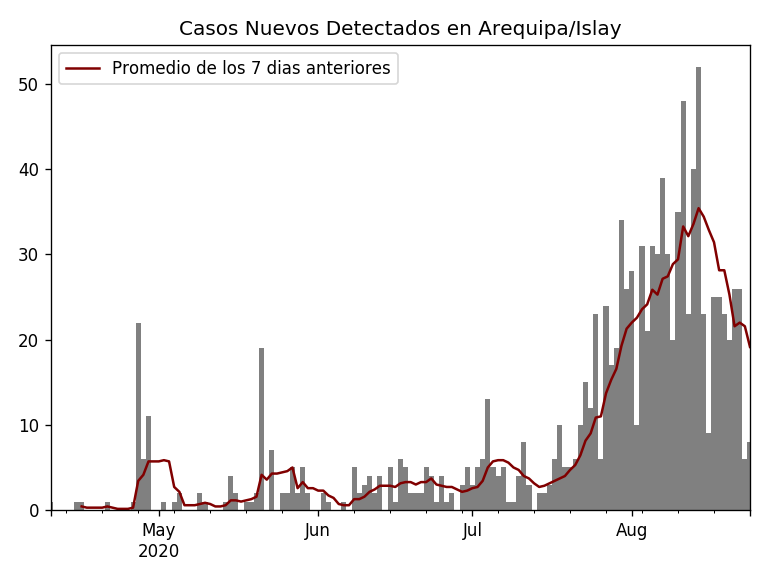 Casos Nuevos Detectados en Arequipa/Islay
Promedio de los 7 dias anteriores
50
40
30
20
10
0
May Jun Jul Aug
2020